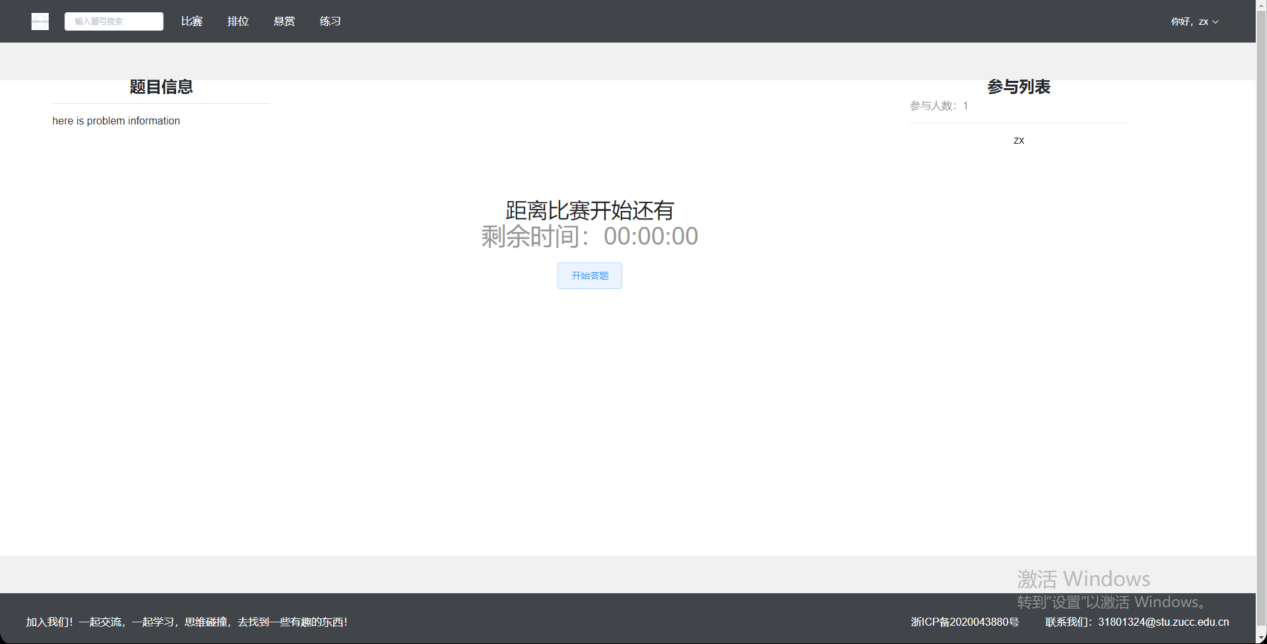 输入题号搜索
比赛 排位 悬赏 练习
你好，zx
题目信息
here is problem information
参与列表
参与人数：1
zx
距离比赛开始还有
剩余时间：00:00:00
开始答题
激活 Windows
转到"设置"以激活 Windows。
加入我们！一起交流，一起学习，思维碰撞，去找到一些有趣的东西！
浙ICP备2020043880号 联系我们：31801324@stu.zucc.edu.cn